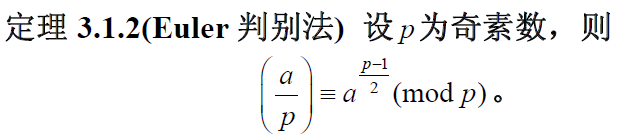 定理 3.1.2(Euler 判别法) 设 p 为奇素数，则
(a/p) ≡ a^((p−1)/2) (mod p)。